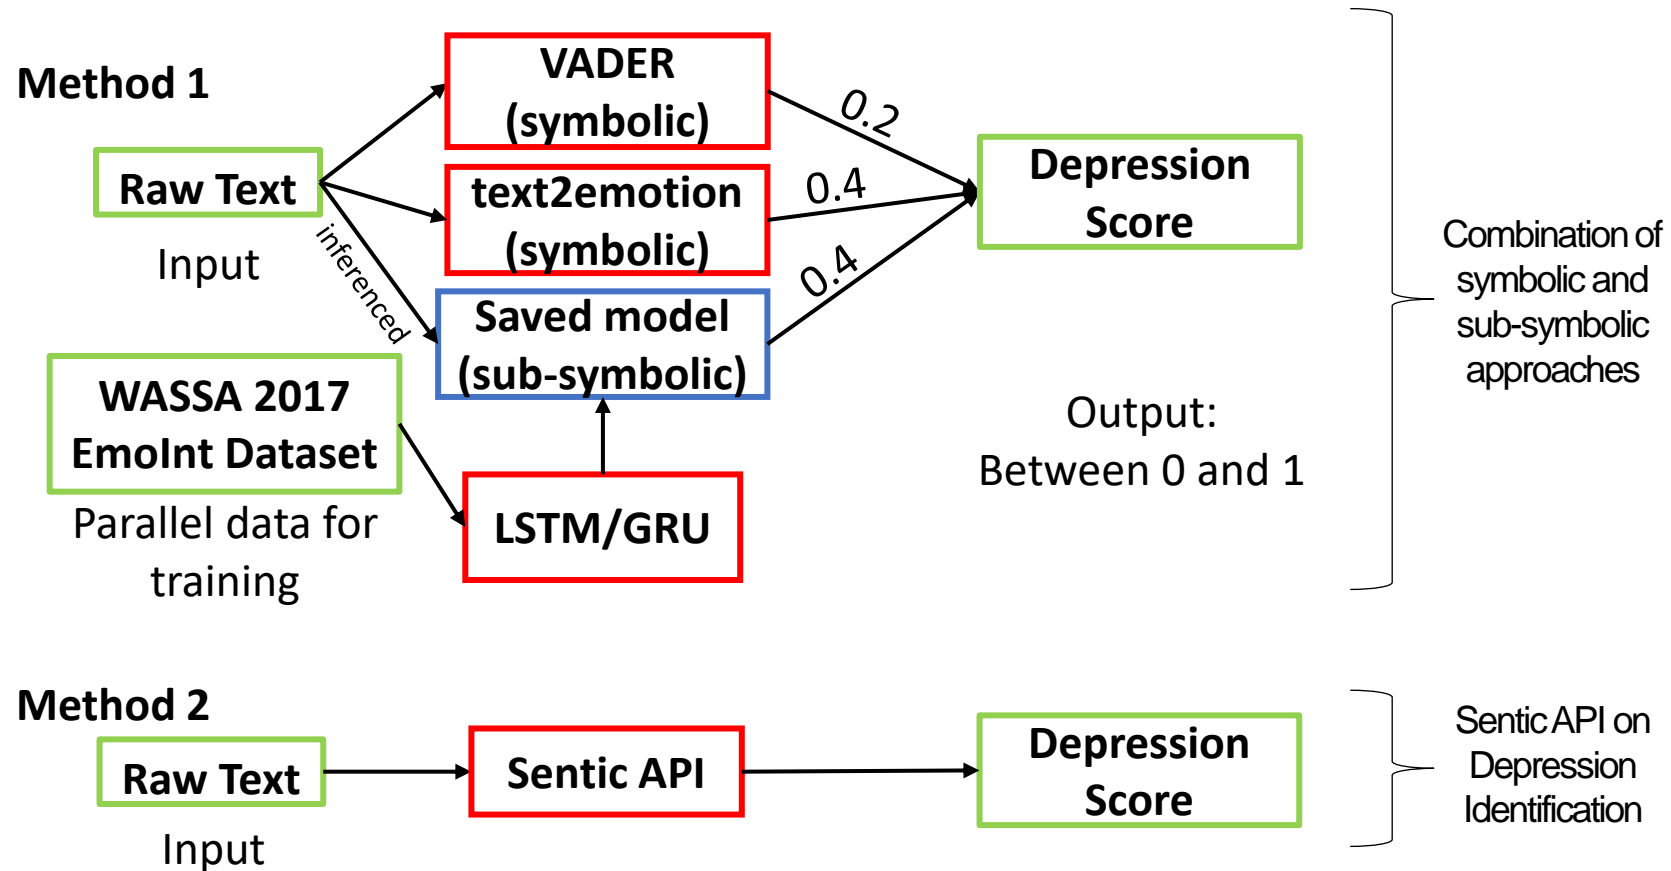 Method 1
Raw Text
Input
inferenced
VADER
(symbolic)
text2emotion
(symbolic)
Saved model
(sub-symbolic)
0.2
0.4
0.4
Depression
Score
WASSA 2017
EmoInt Dataset
Parallel data for
training
LSTM/GRU
Output:
Between 0 and 1
Combination of
symbolic and
sub-symbolic
approaches
Method 2
Raw Text
Input
Sentic API
Depression
Score
Sentic API on
Depression
Identification